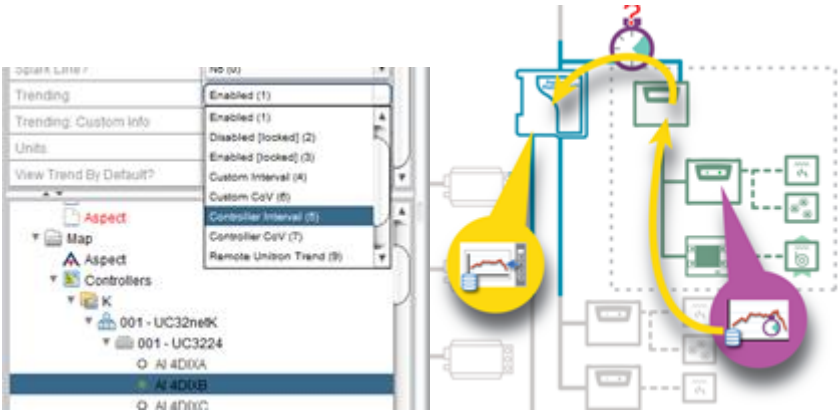 Spark Line?
No (0)
Trending
Enabled (1)
Trending, Custom Info
Units
View Trend By Default?
Enabled (1)
Disabled [locked] (2)
Enabled [locked] (3)
Custom Interval (4)
Custom CoV (6)
Controller Interval (5)
Controller CoV (7)
Remote Unitron Trend (9)
Aspect
Map
Aspect
Controllers
K
001 - UC32netK
001 - UC3224
AI 4DIXA
AI 4DIXB
AI 4DIXC
?